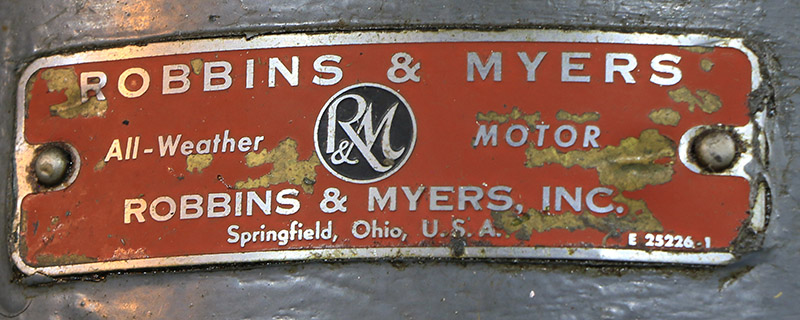 ROBBINS & MYERS
All-Weather R&M MOTOR
ROBBINS & MYERS, INC.
Springfield, Ohio, U.S.A.
E 25226-1